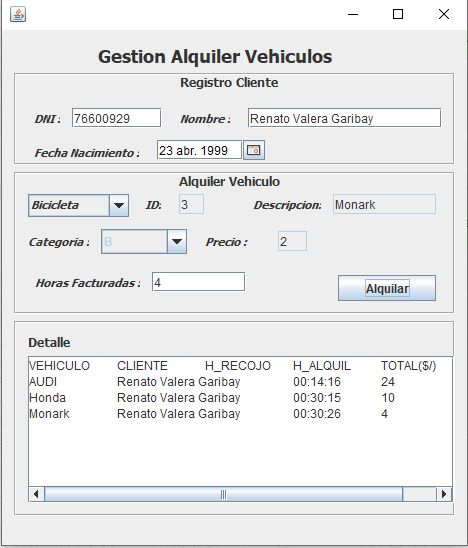 Gestion Alquiler Vehiculos
Registro Cliente
DNI : 76600929 Nombre : Renato Valera Garibay
Fecha Nacimiento : 23 abr. 1999
Alquiler Vehiculo
Bicicleta ID: 3 Descripcion: Monark
Categoria : B Precio : 2
Horas Facturadas : 4 Alquilar
Detalle
VEHICULO CLIENTE H_RECOJO H_ALQUIL TOTAL($/)
AUDI Renato Valera Garibay 00:14:16 24
Honda Renato Valera Garibay 00:30:15 10
Monark Renato Valera Garibay 00:30:26 4